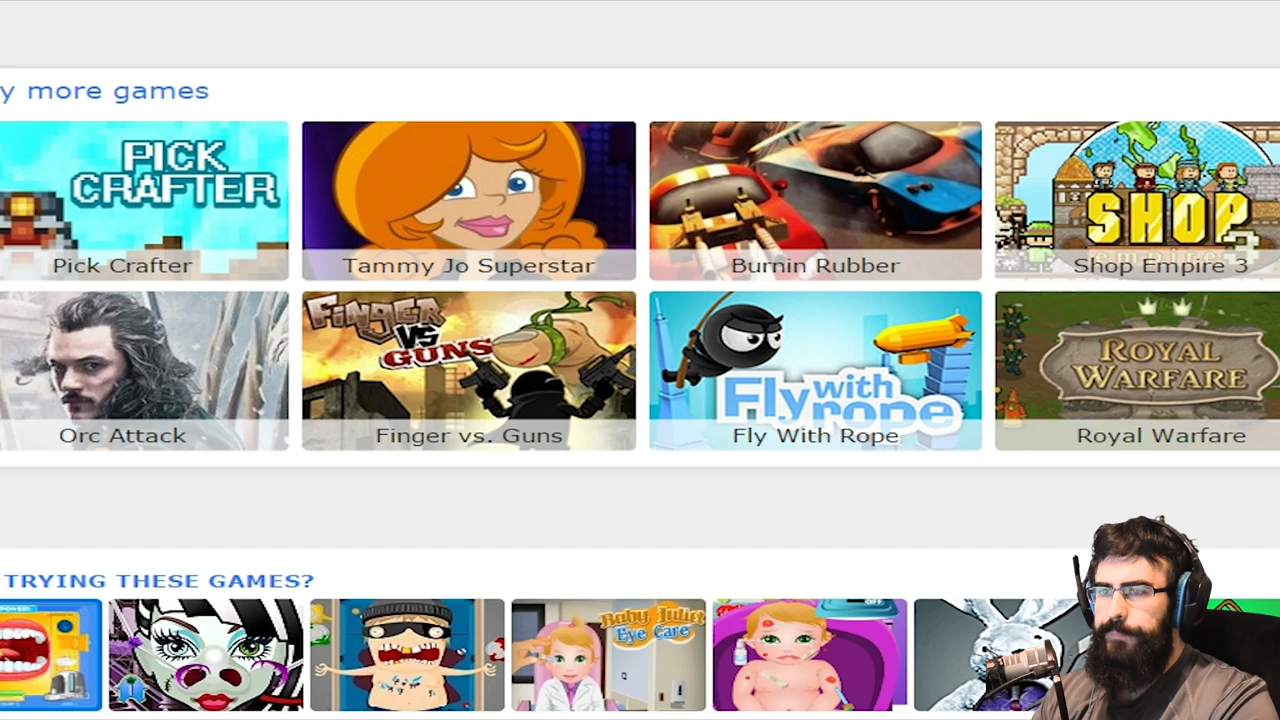 y more games
PICK
CRAFTER
SHOP
3
Pick Crafter
Tammy Jo Superstar
Burnin Rubber
Shop Empire 3
FINGER
VS
GUNS
Fly with
rope
ROYAL
WARFARE
Orc Attack
Finger vs. Guns
Fly With Rope
Royal Warfare
TRYING THESE GAMES?
Baby Juliet
Eye Care
OFF